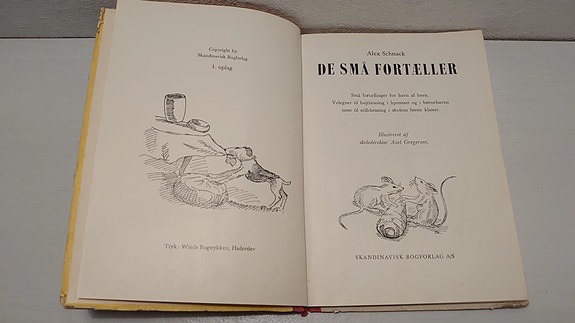 Copyright by
Skandinavisk Bogforlag
1. oplag
Tryk: Winds Bogtrykkeri, Haderslev
Alex Schnack
DE SMÅ FORTÆLLER
Små fortællinger for børn af børn.
Velegnet til højtlæsning i hjemmet og i børnehaven
samt til stillelæsning i skolens første klasser.
Illustreret af
skoledirektør Axel Gregersen.
SKANDINAVISK BOGFORLAG A/S